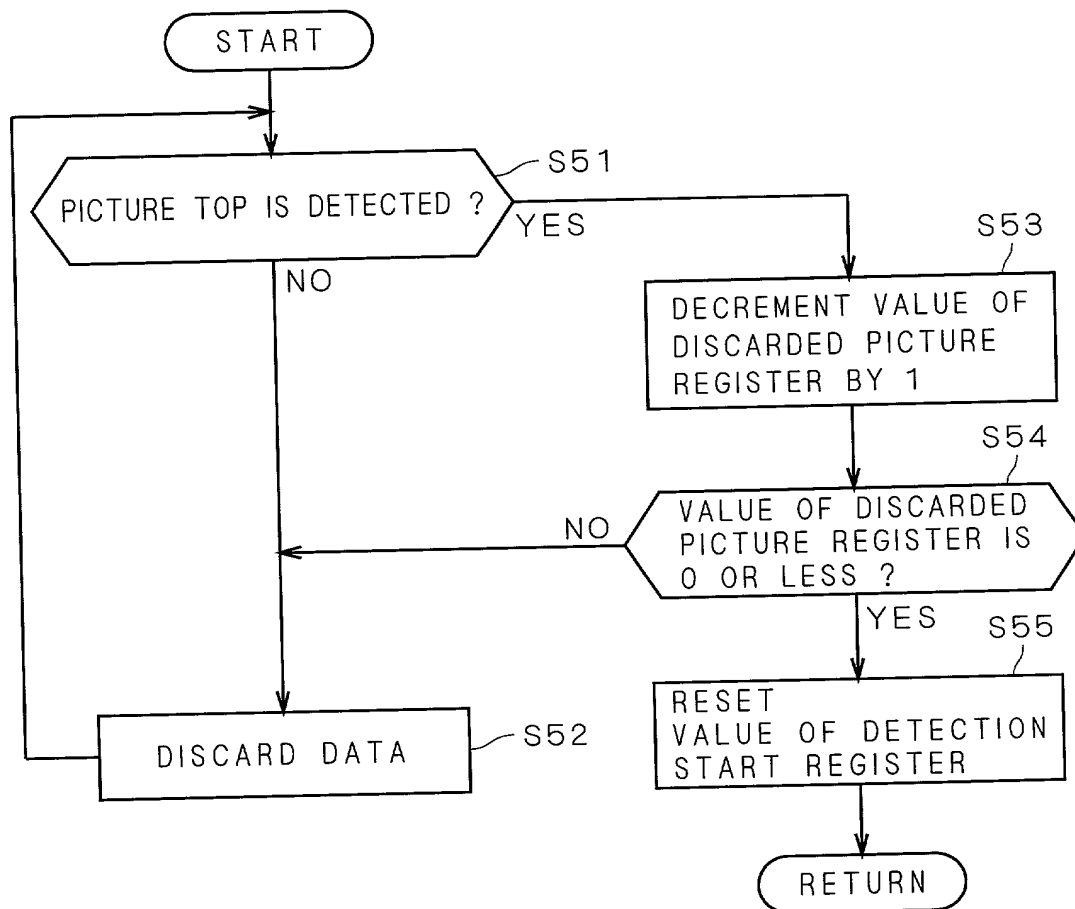 START
S51
PICTURE TOP IS DETECTED ?
YES
NO
S53
DECREMENT VALUE OF
DISCARDED PICTURE
REGISTER BY 1
S54
VALUE OF DISCARDED
PICTURE REGISTER IS
0 OR LESS ?
NO
YES
S55
RESET
VALUE OF DETECTION
START REGISTER
DISCARD DATA
S52
RETURN